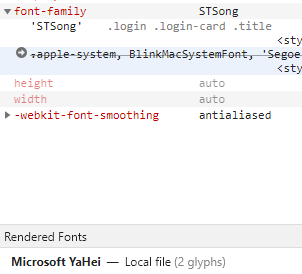 font-family STSong
'STSong' .login .login-card .title
<sty
-apple-system, BlinkMacSystemFont, 'Segoe
<sty
height auto
width auto
-webkit-font-smoothing antialiased
Rendered Fonts
Microsoft YaHei — Local file (2 glyphs)